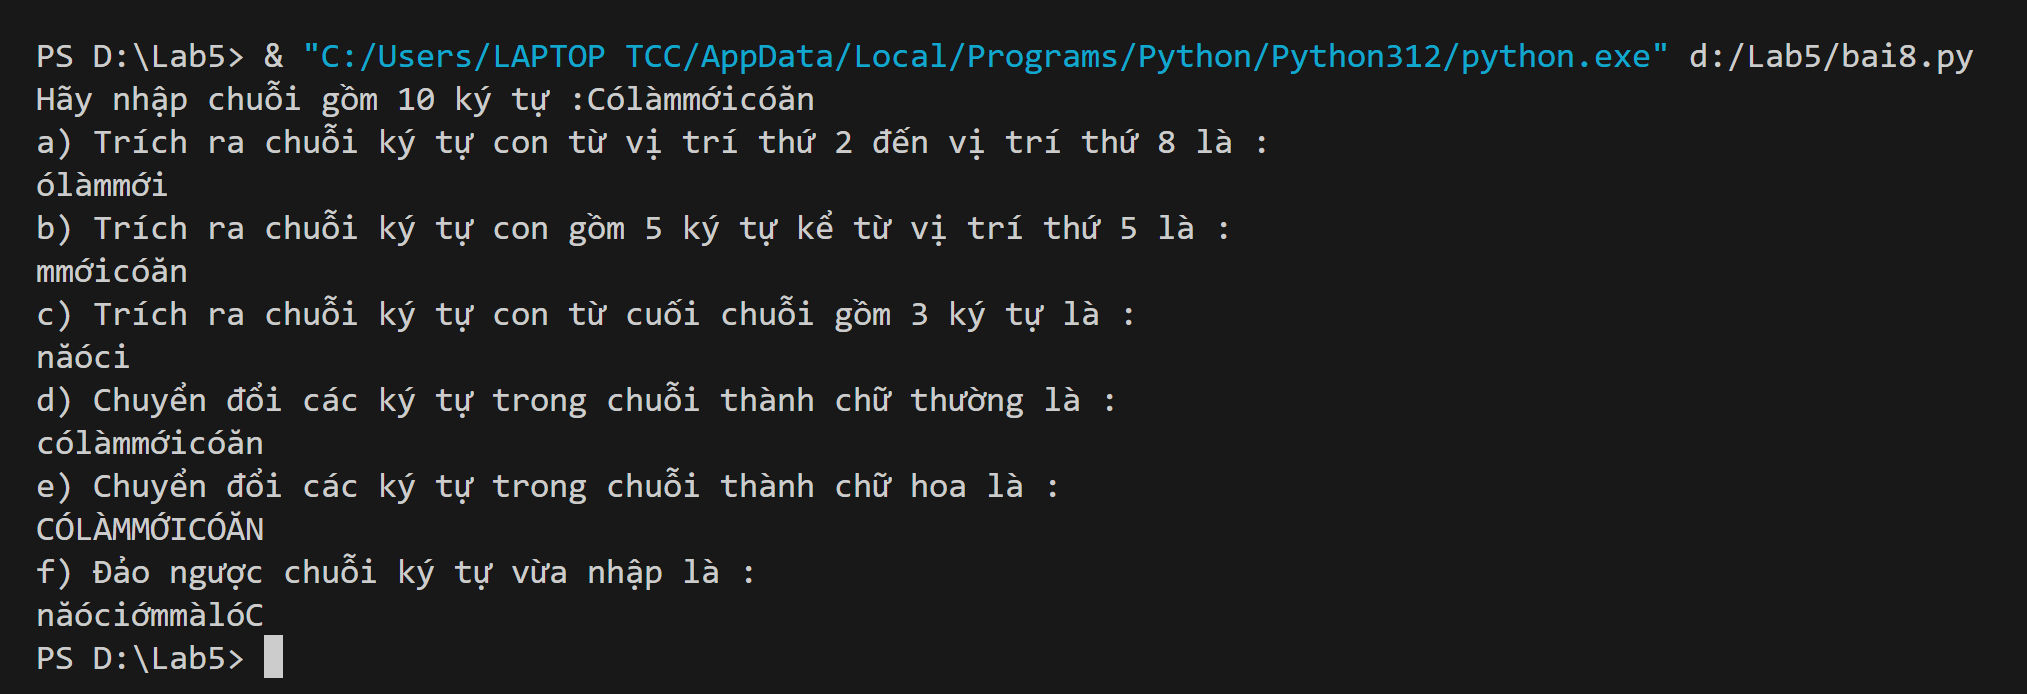 PS D:\Lab5> & "C:/Users/LAPTOP TCC/AppData/Local/Programs/Python/Python312/python.exe" d:/Lab5/bai8.py
Hãy nhập chuỗi gồm 10 ký tự :Cólàmmớicóăn
a) Trích ra chuỗi ký tự con từ vị trí thứ 2 đến vị trí thứ 8 là :
ólàmmới
b) Trích ra chuỗi ký tự con gồm 5 ký tự kể từ vị trí thứ 5 là :
mmớicóăn
c) Trích ra chuỗi ký tự con từ cuối chuỗi gồm 3 ký tự là :
năóci
d) Chuyển đổi các ký tự trong chuỗi thành chữ thường là :
cólàmmớicóăn
e) Chuyển đổi các ký tự trong chuỗi thành chữ hoa là :
CÓLÀMMỚICÓĂN
f) Đảo ngược chuỗi ký tự vừa nhập là :
năóciớmmàlóC
PS D:\Lab5>